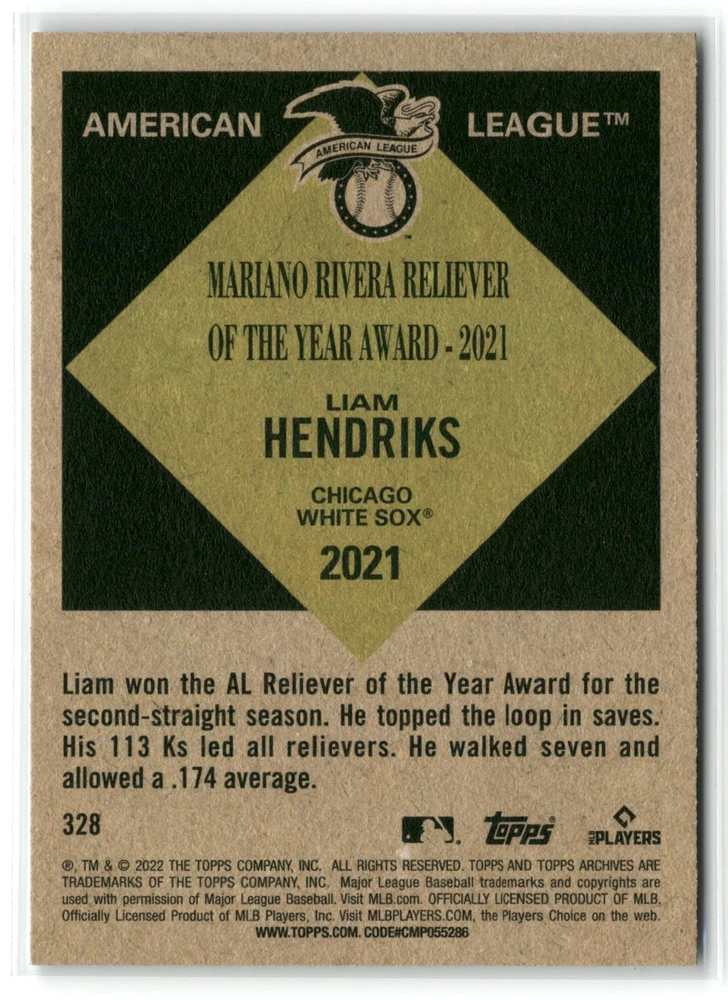 AMERICAN LEAGUE™
AMERICAN LEAGUE
™
MARIANO RIVERA RELIEVER
OF THE YEAR AWARD - 2021
LIAM
HENDRIKS
CHICAGO
WHITE SOX®
2021
Liam won the AL Reliever of the Year Award for the
second-straight season. He topped the loop in saves.
His 113 Ks led all relievers. He walked seven and
allowed a .174 average.
328
Topps®
MLB PLAYERS
®, TM & © 2022 THE TOPPS COMPANY, INC. ALL RIGHTS RESERVED. TOPPS AND TOPPS ARCHIVES ARE
TRADEMARKS OF THE TOPPS COMPANY, INC. Major League Baseball trademarks and copyrights are
used with permission of Major League Baseball. Visit MLB.com. OFFICIALLY LICENSED PRODUCT OF MLB.
Officially Licensed Product of MLB Players, Inc. Visit MLBPLAYERS.COM, the Players Choice on the web.
WWW.TOPPS.COM. CODE#CMP055286